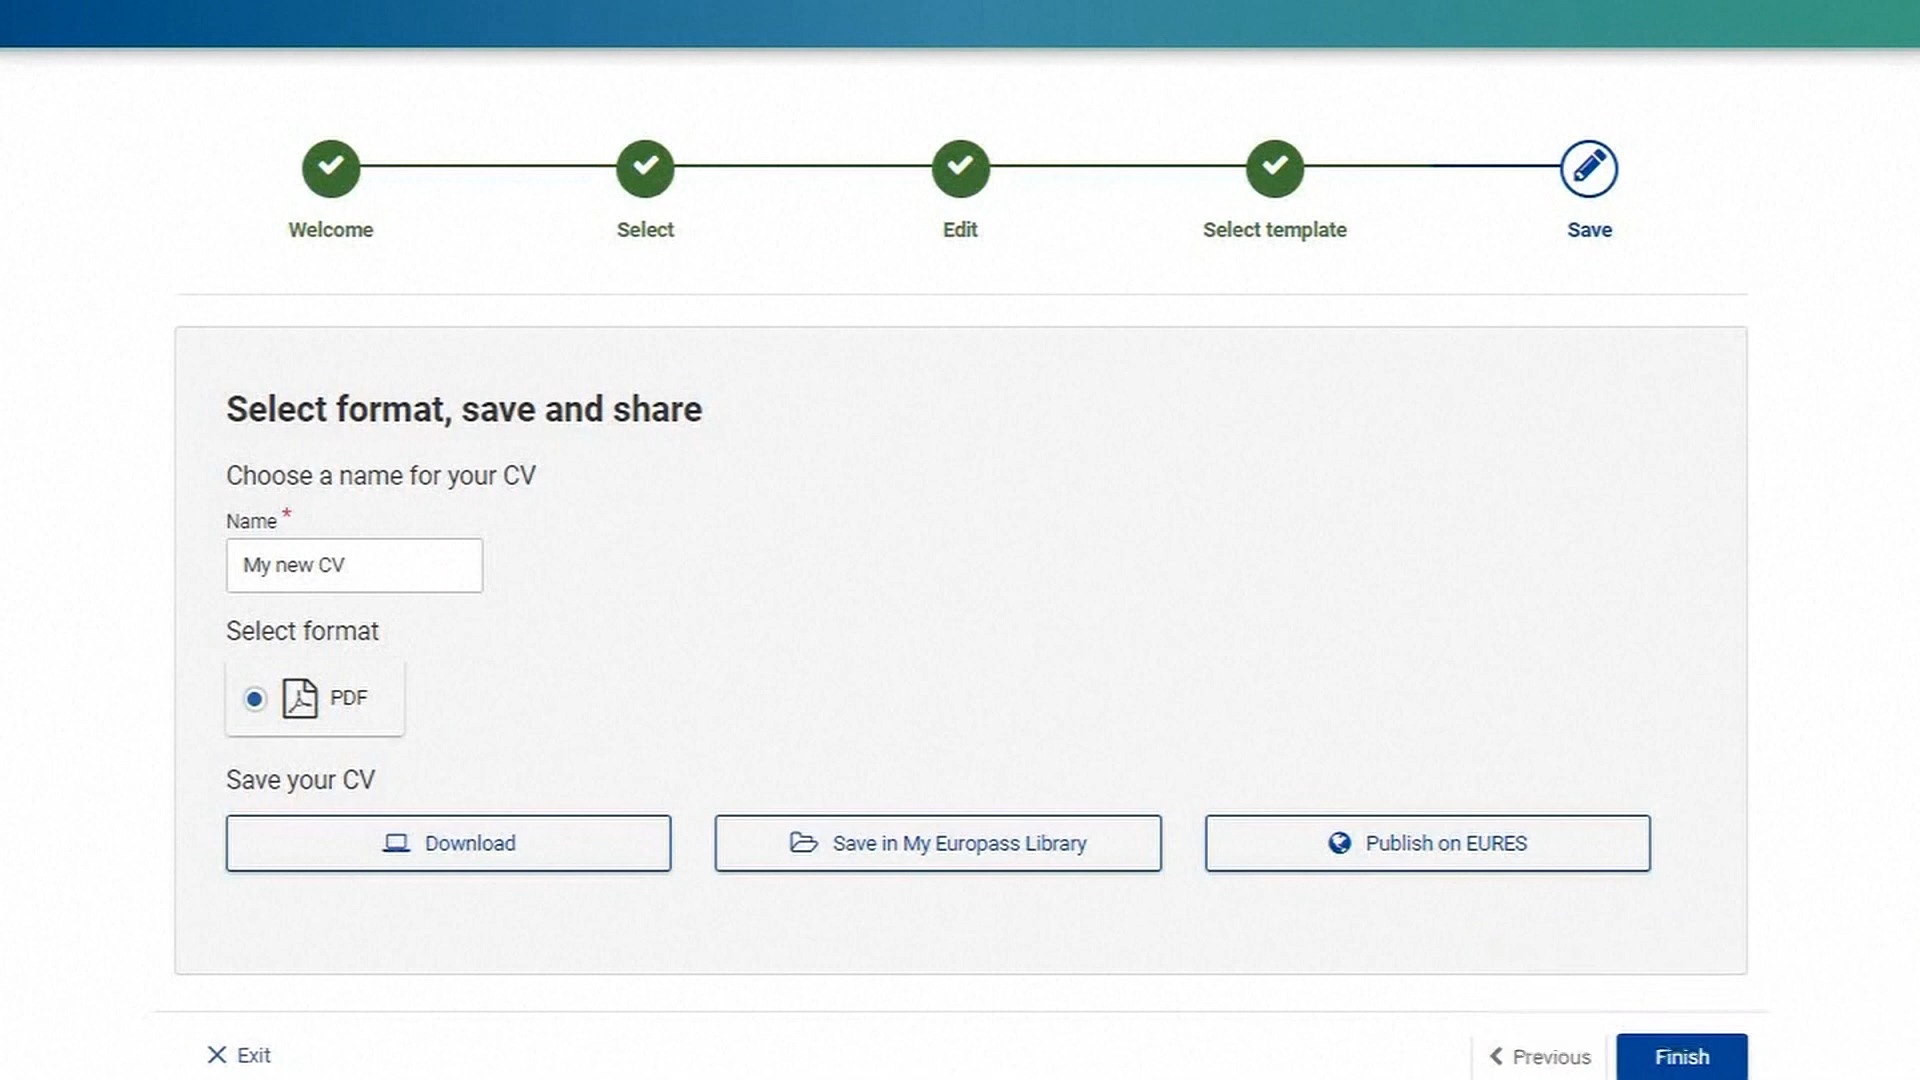 Welcome
Select
Edit
Select template
Save
Select format, save and share
Choose a name for your CV
Name *
My new CV
Select format
PDF
Save your CV
Download
Save in My Europass Library
Publish on EURES
Exit
Previous
Finish